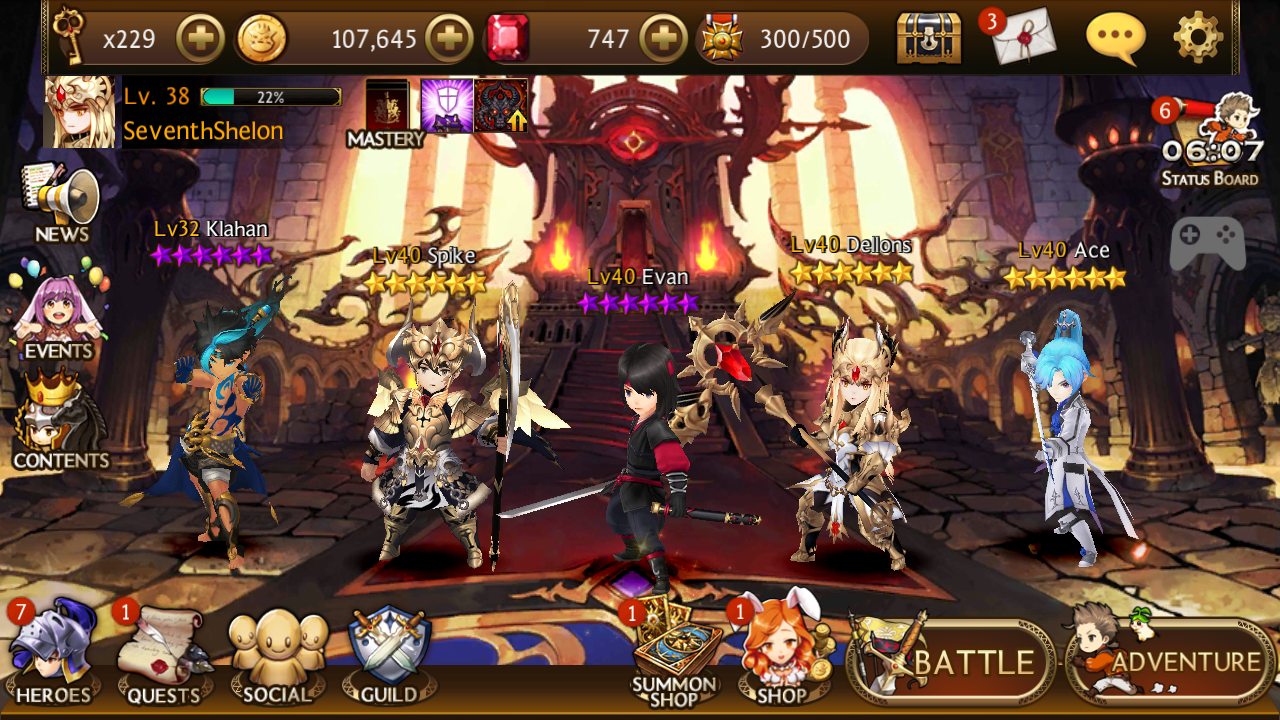 x229
107,645
747
300/500
3
Lv. 38
22%
SeventhShelon
MASTERY
6
06:07
STATUS BOARD
NEWS
EVENTS
CONTENTS
Lv32 Klahan
Lv40 Spike
Lv40 Evan
Lv40 Dellons
Lv40 Ace
7
HEROES
1
QUESTS
SOCIAL
GUILD
1
SUMMON
SHOP
1
SHOP
BATTLE
ADVENTURE